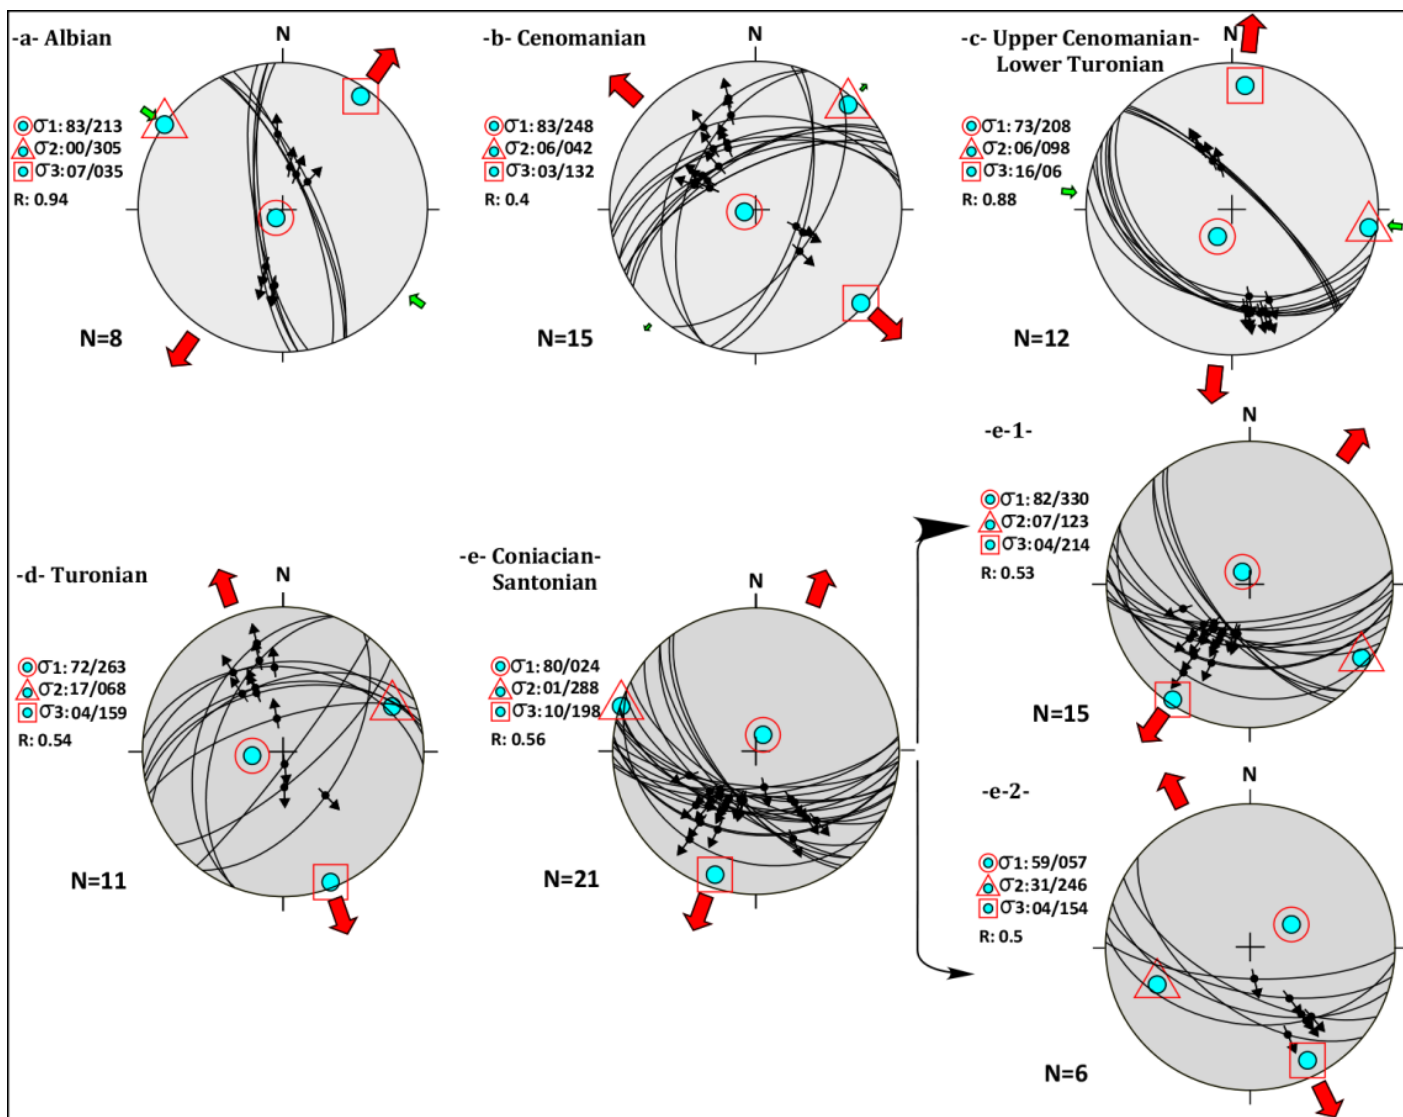 -a- Albian
N
σ1: 83/213
σ2: 00/305
σ3: 07/035
R: 0.94
N=8
-b- Cenomanian
N
σ1: 83/248
σ2: 06/042
σ3: 03/132
R: 0.4
N=15
-c- Upper Cenomanian-
Lower Turonian
N
σ1: 73/208
σ2: 06/098
σ3: 16/06
R: 0.88
N=12
-d- Turonian
N
σ1: 72/263
σ2: 17/068
σ3: 04/159
R: 0.54
N=11
-e- Coniacian-
Santonian
N
σ1: 80/024
σ2: 01/288
σ3: 10/198
R: 0.56
N=21
-e-1-
N
σ1: 82/330
σ2: 07/123
σ3: 04/214
R: 0.53
N=15
-e-2-
N
σ1: 59/057
σ2: 31/246
σ3: 04/154
R: 0.5
N=6